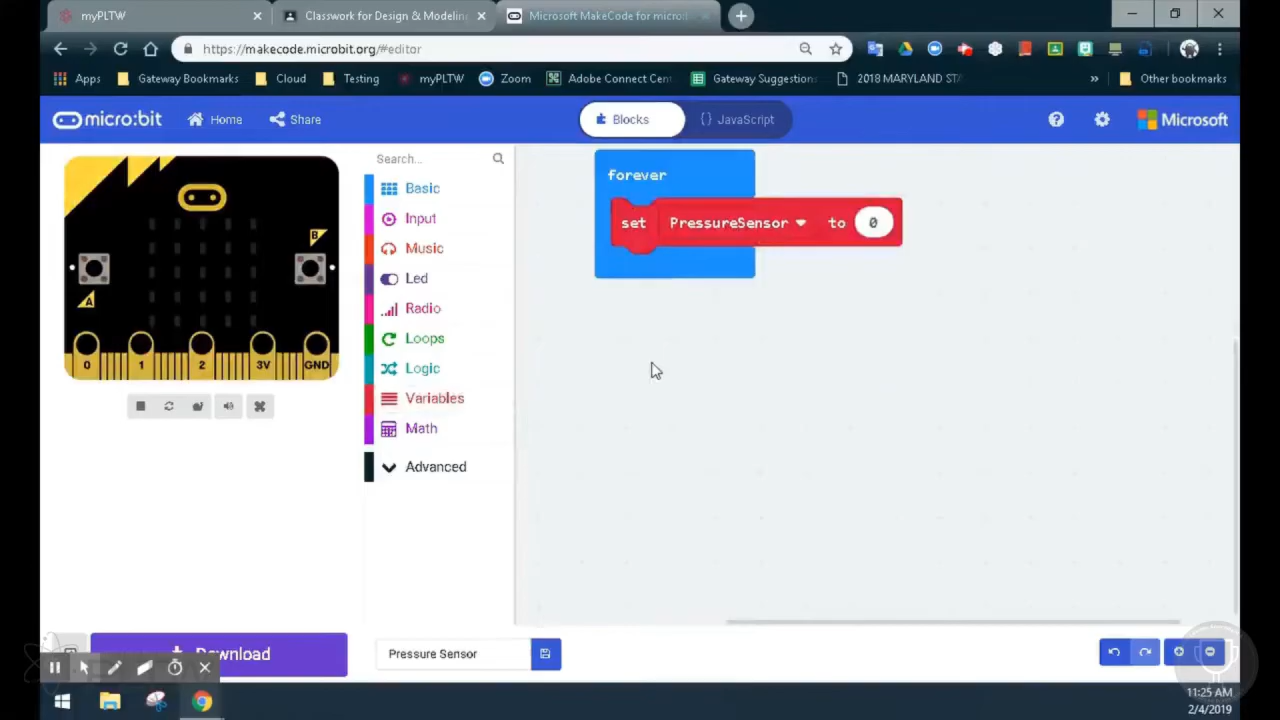 myPLTW
Classwork for Design & Modeling
Microsoft MakeCode for micro:
https://makecode.microbit.org/#editor
Apps
Gateway Bookmarks
Cloud
Testing
myPLTW
Zoom
Adobe Connect Cent
Gateway Suggestions
2018 MARYLAND STA
»
Other bookmarks
micro:bit
Home
Share
Blocks
{} JavaScript
Microsoft
Search...
Basic
Input
Music
Led
Radio
Loops
Logic
Variables
Math
Advanced
forever
set PressureSensor to 0
B
A
0 1 2 3V GND
Download
Pressure Sensor
11:25 AM
2/4/2019